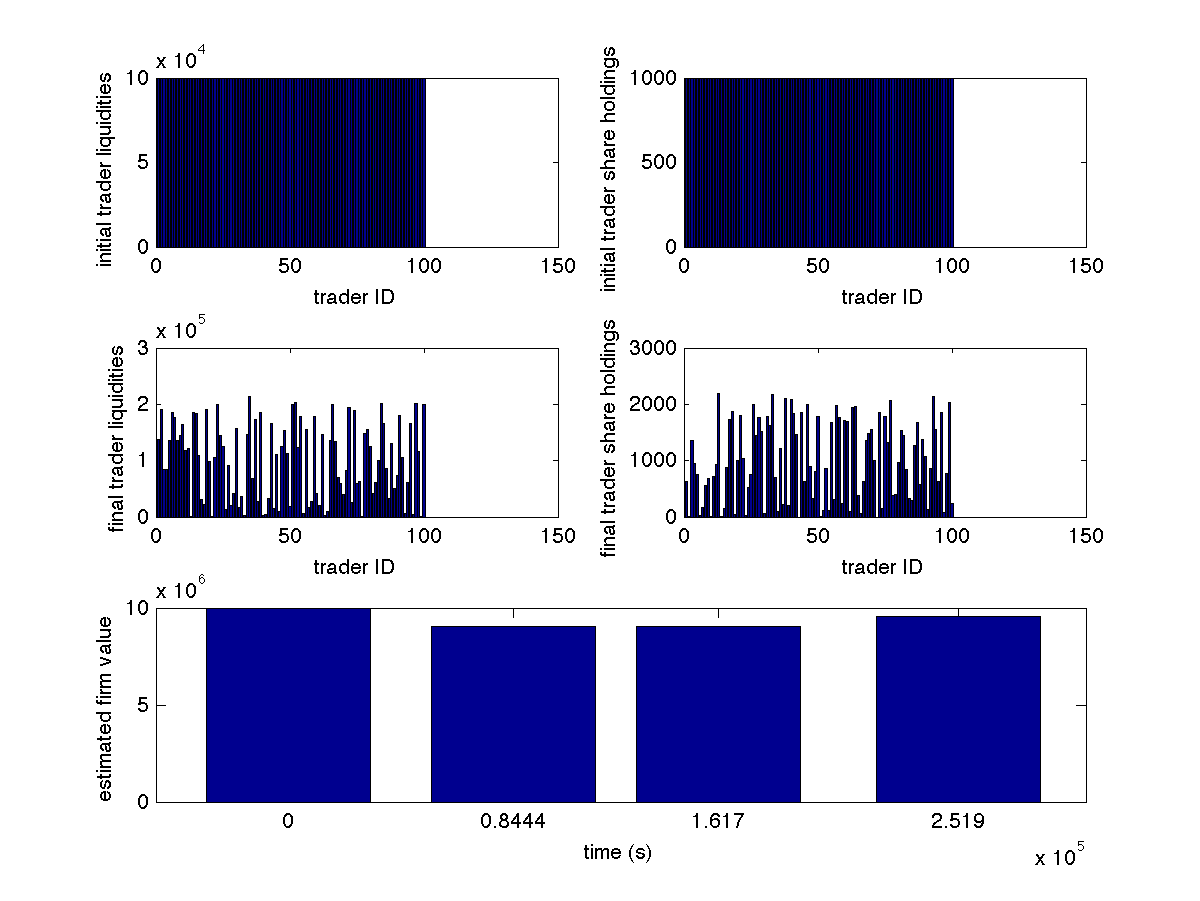 x 10^4
10
5
0
initial trader liquidities
0 50 100 150
trader ID
1000
500
0
initial trader share holdings
0 50 100 150
trader ID
x 10^5
3
2
1
0
final trader liquidities
0 50 100 150
trader ID
3000
2000
1000
0
final trader share holdings
0 50 100 150
trader ID
x 10^6
10
5
0
estimated firm value
0 0.8444 1.617 2.519
time (s)
x 10^5